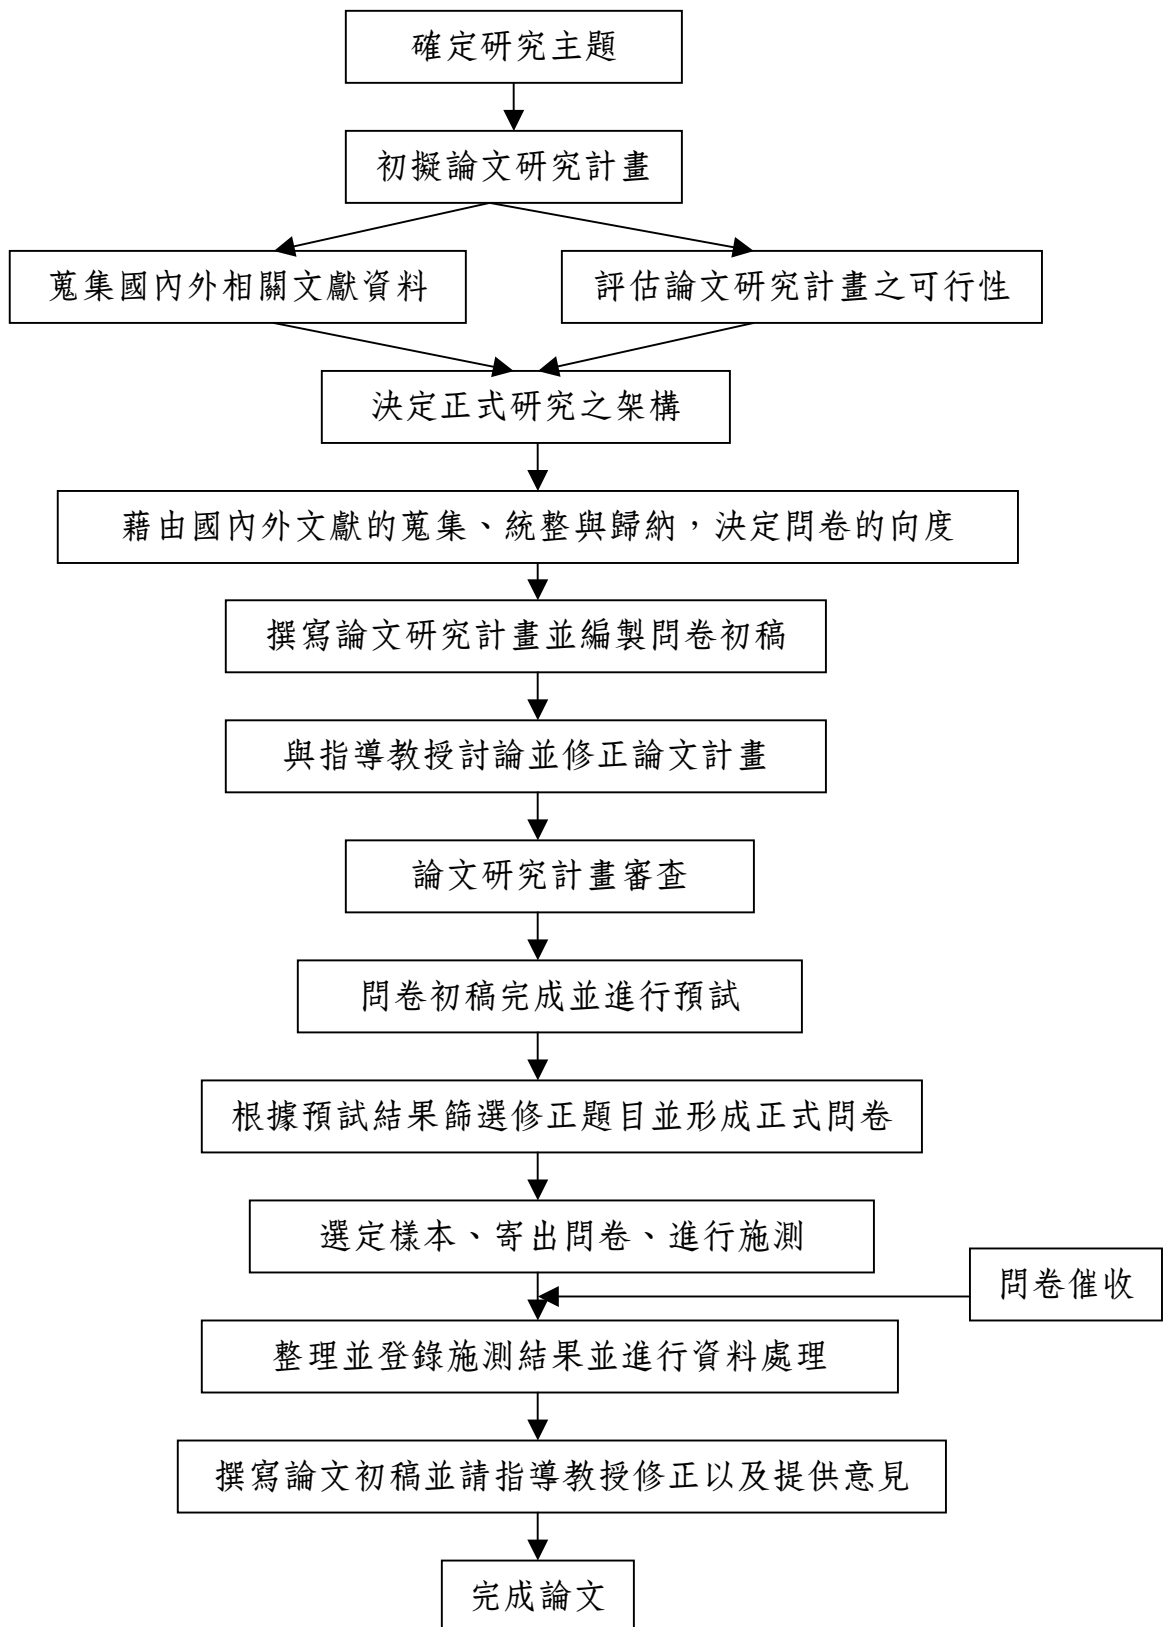 確定研究主題
初擬論文研究計畫
蒐集國內外相關文獻資料
評估論文研究計畫之可行性
決定正式研究之架構
藉由國內外文獻的蒐集、統整與歸納，決定問卷的向度
撰寫論文研究計畫並編製問卷初稿
與指導教授討論並修正論文計畫
論文研究計畫審查
問卷初稿完成並進行預試
根據預試結果篩選修正題目並形成正式問卷
選定樣本、寄出問卷、進行施測
問卷催收
整理並登錄施測結果並進行資料處理
撰寫論文初稿並請指導教授修正以及提供意見
完成論文